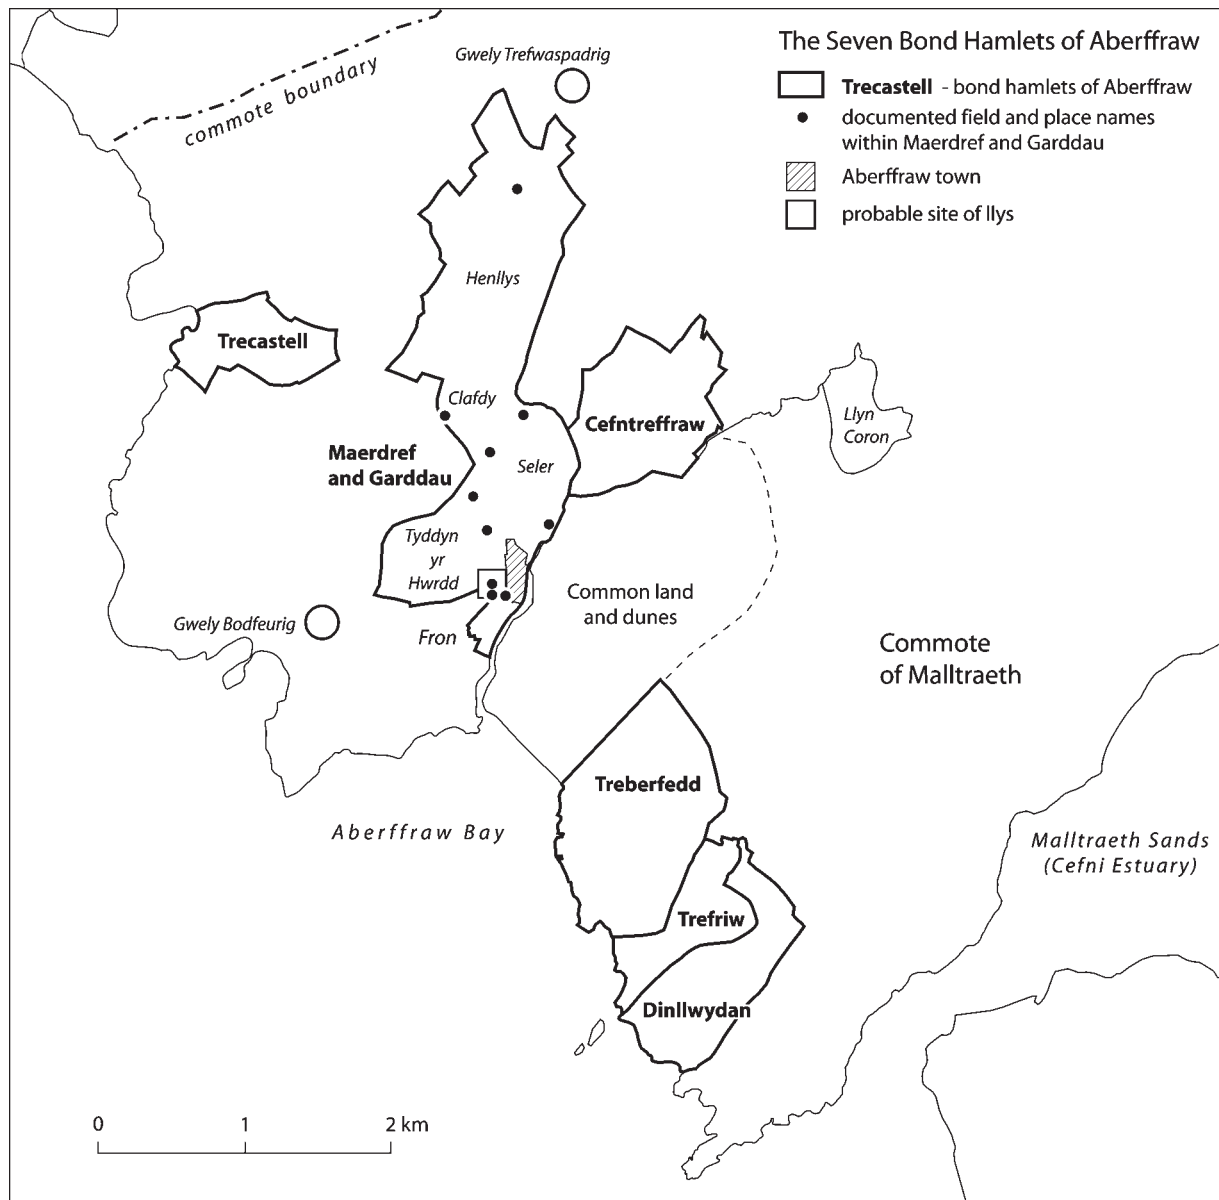 The Seven Bond Hamlets of Aberffraw
Trecastell - bond hamlets of Aberffraw
documented field and place names
within Maerdref and Garddau
Aberffraw town
probable site of llys
Gwely Trefwaspadrig
commote boundary
Henllys
Trecastell
Clafdy
Cefntreffraw
Llyn
Coron
Maerdref
and Garddau
Seler
Tyddyn
yr
Hwrdd
Common land
and dunes
Gwely Bodfeurig
Fron
Commote
of Malltraeth
Treberfedd
Aberffraw Bay
Malltraeth Sands
(Cefni Estuary)
Trefriw
Dinllwydan
0 1 2 km